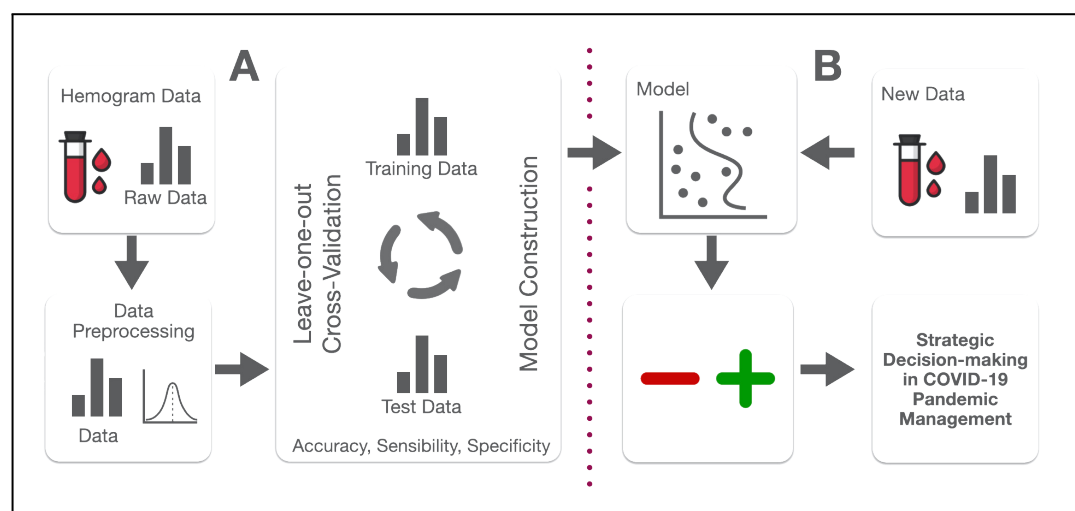 A
Hemogram Data
Raw Data
Data
Preprocessing
Data
Leave-one-out
Cross-Validation
Training Data
Test Data
Model Construction
Accuracy, Sensibility, Specificity
B
Model
New Data
Strategic
Decision-making
in COVID-19
Pandemic
Management